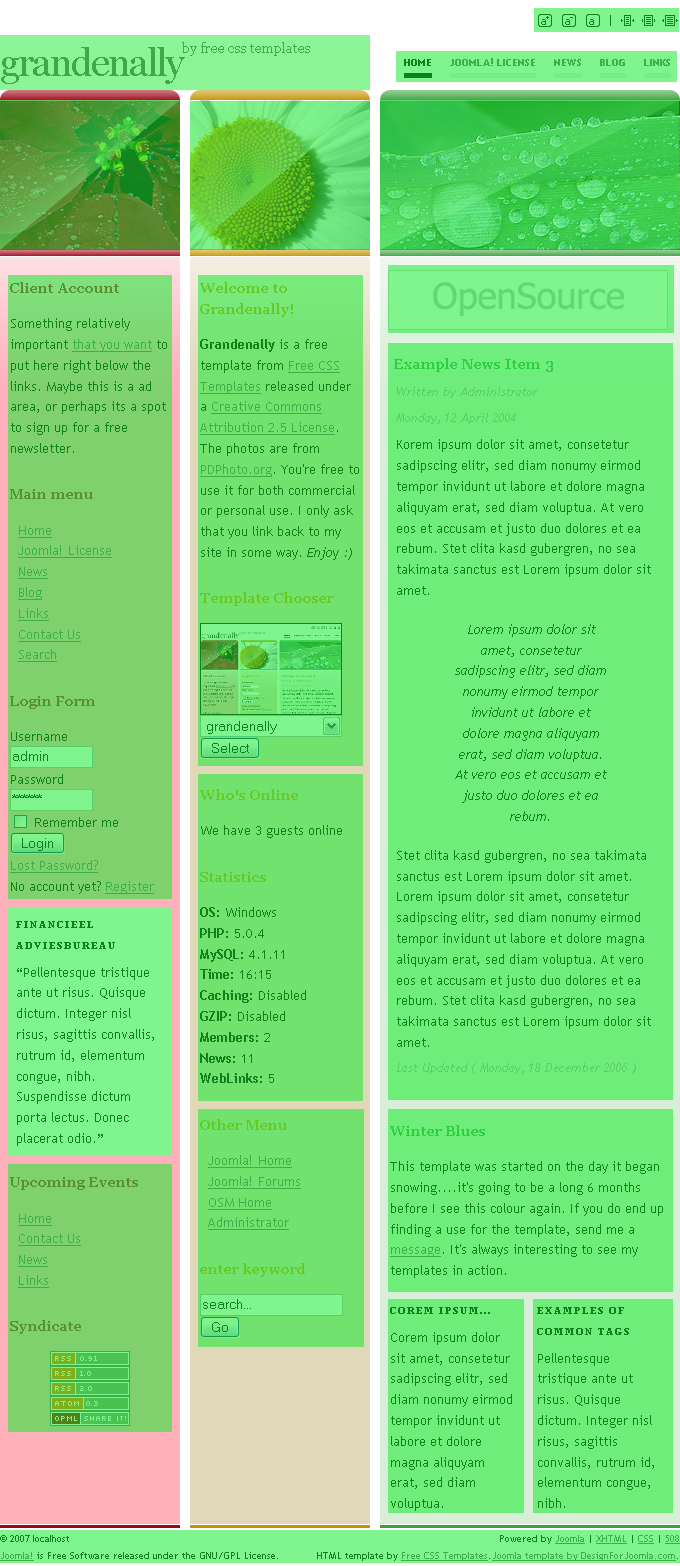 grandenally by free css templates
HOME JOOMLA! LICENSE NEWS BLOG LINKS
Client Account
Something relatively
important that you want to
put here right below the
links. Maybe this is a ad
area, or perhaps its a spot
to sign up for a free
newsletter.
Main menu
Home
Joomla! License
News
Blog
Links
Contact Us
Search
Login Form
Username
admin
Password
*******
Remember me
Login
Lost Password?
No account yet? Register
FINANCIEEL
ADVIESBUREAU
“Pellentesque tristique
ante ut risus. Quisque
dictum. Integer nisl
risus, sagittis convallis,
rutrum id, elementum
congue, nibh.
Suspendisse dictum
porta lectus. Donec
placerat odio.”
Upcoming Events
Home
Contact Us
News
Links
Syndicate
RSS 0.91
RSS 1.0
RSS 2.0
ATOM 0.3
OPML SHARE IT!
Welcome to
Grandenally!
Grandenally is a free
template from Free CSS
Templates released under
a Creative Commons
Attribution 2.5 License.
The photos are from
PDPhoto.org. You're free to
use it for both commercial
or personal use. I only ask
that you link back to my
site in some way. Enjoy :)
Template Chooser
grandenally
grandenally
Select
Who's Online
We have 3 guests online
Statistics
OS: Windows
PHP: 5.0.4
MySQL: 4.1.11
Time: 16:15
Caching: Disabled
GZIP: Disabled
Members: 2
News: 11
WebLinks: 5
Other Menu
Joomla! Home
Joomla! Forums
OSM Home
Administrator
enter keyword
search...
Go
OpenSource
Example News Item 3
Written by Administrator
Monday, 12 April 2004
Korem ipsum dolor sit amet, consetetur
sadipscing elitr, sed diam nonumy eirmod
tempor invidunt ut labore et dolore magna
aliquyam erat, sed diam voluptua. At vero
eos et accusam et justo duo dolores et ea
rebum. Stet clita kasd gubergren, no sea
takimata sanctus est Lorem ipsum dolor sit
amet.
Lorem ipsum dolor sit
amet, consetetur
sadipscing elitr, sed diam
nonumy eirmod tempor
invidunt ut labore et
dolore magna aliquyam
erat, sed diam voluptua.
At vero eos et accusam et
justo duo dolores et ea
rebum.
Stet clita kasd gubergren, no sea takimata
sanctus est Lorem ipsum dolor sit amet.
Lorem ipsum dolor sit amet, consetetur
sadipscing elitr, sed diam nonumy eirmod
tempor invidunt ut labore et dolore magna
aliquyam erat, sed diam voluptua. At vero
eos et accusam et justo duo dolores et ea
rebum. Stet clita kasd gubergren, no sea
takimata sanctus est Lorem ipsum dolor sit
amet.
Last Updated ( Monday, 18 December 2006 )
Winter Blues
This template was started on the day it began
snowing....it's going to be a long 6 months
before I see this colour again. If you do end up
finding a use for the template, send me a
message. It's always interesting to see my
templates in action.
COREM IPSUM...
Corem ipsum dolor
sit amet, consetetur
sadipscing elitr, sed
diam nonumy eirmod
tempor invidunt ut
labore et dolore
magna aliquyam
erat, sed diam
voluptua.
EXAMPLES OF
COMMON TAGS
Pellentesque
tristique ante ut
risus. Quisque
dictum. Integer nisl
risus, sagittis
convallis, rutrum id,
elementum congue,
nibh.
© 2007 localhost Powered by Joomla | XHTML | CSS | 508
Joomla! is Free Software released under the GNU/GPL License. HTML template by Free CSS Templates. Joomla template by DesignForJoomla.com.